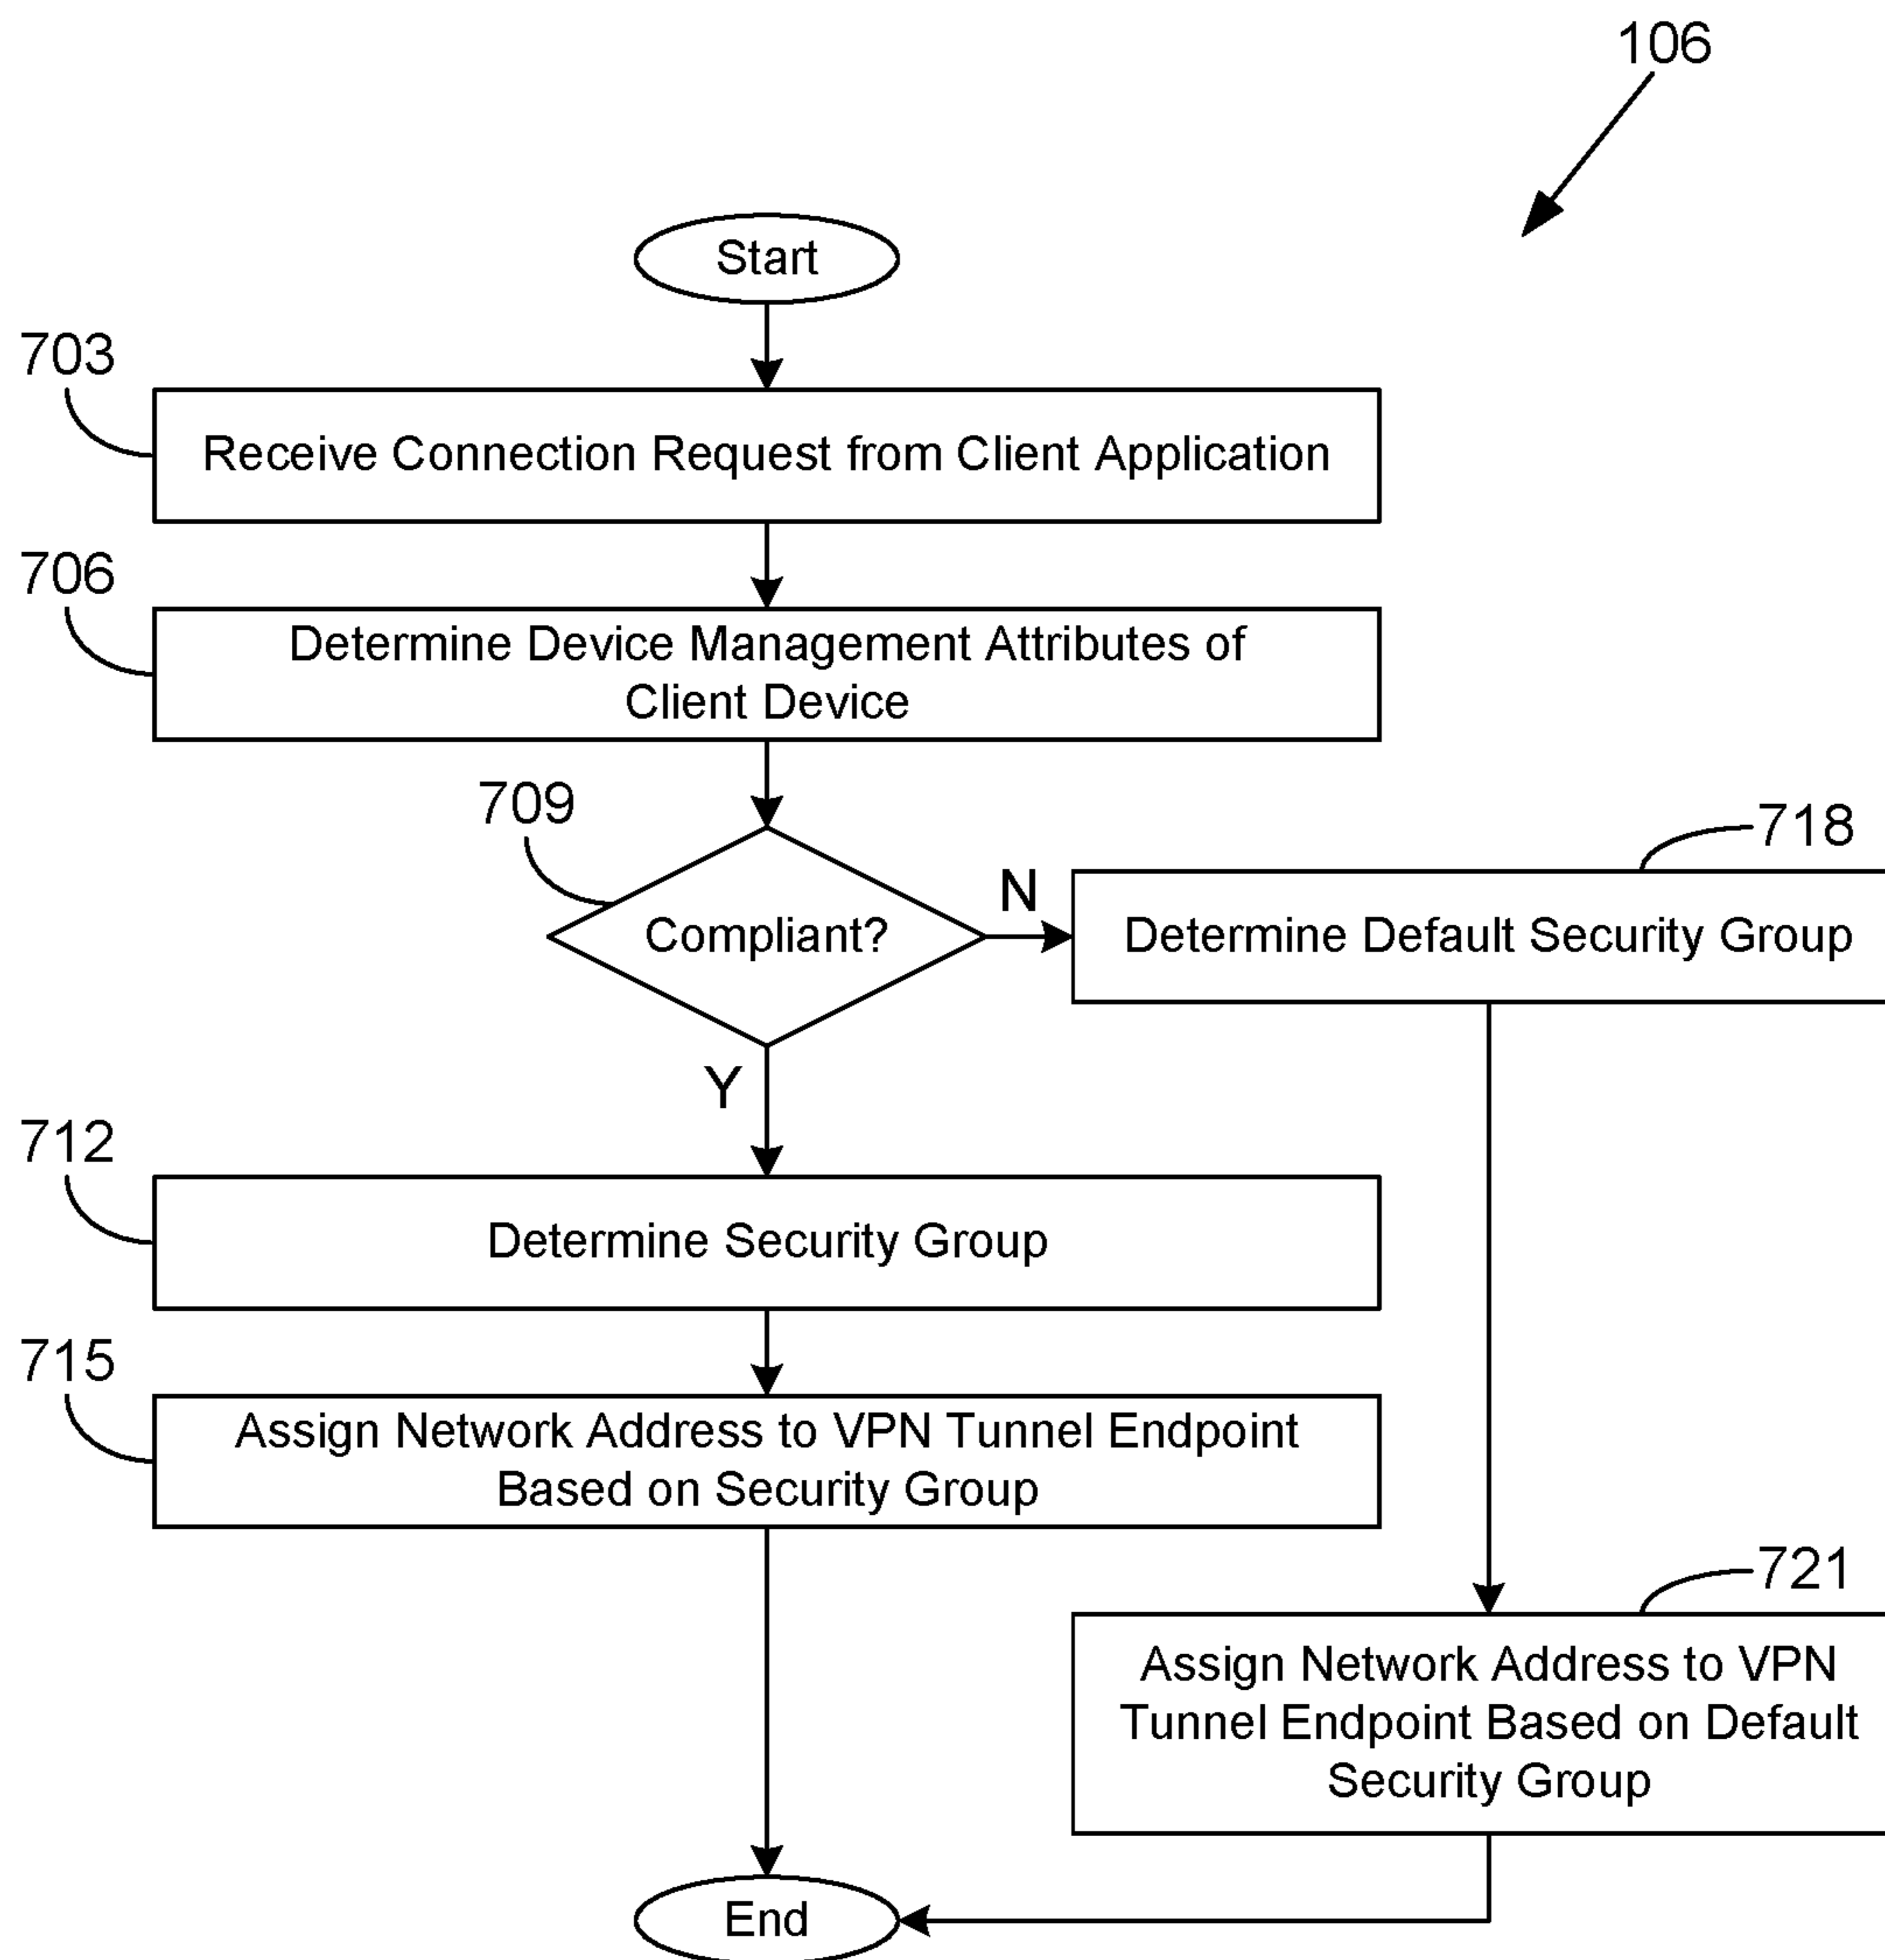 106
Start
703
Receive Connection Request from Client Application
706
Determine Device Management Attributes of
Client Device
709
Compliant?
N
718
Determine Default Security Group
Y
712
Determine Security Group
715
Assign Network Address to VPN Tunnel Endpoint
Based on Security Group
721
Assign Network Address to VPN
Tunnel Endpoint Based on Default
Security Group
End